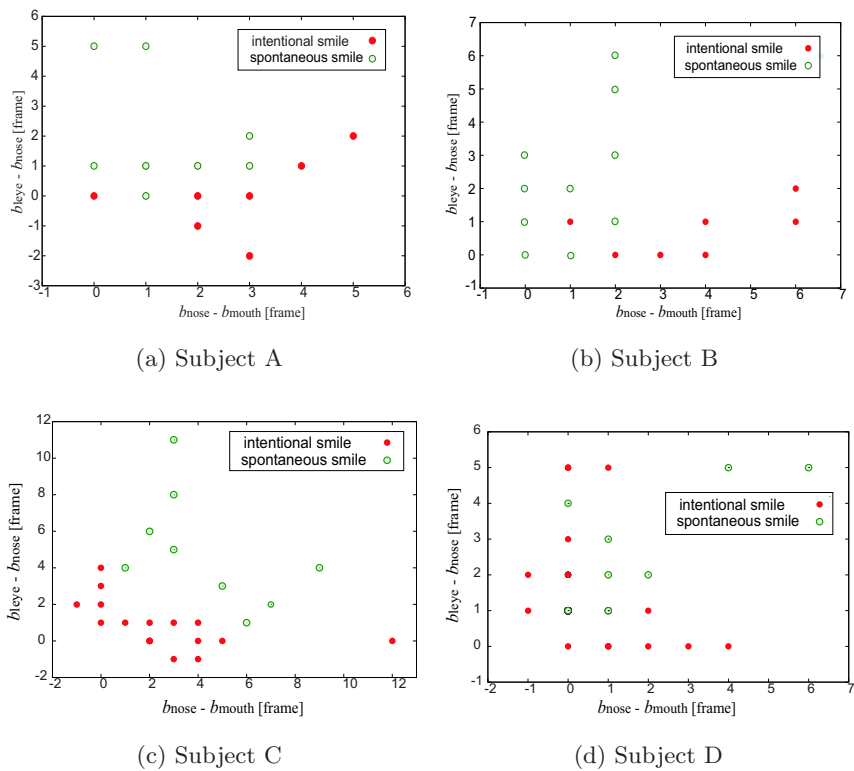 6
5
4
3
2
1
0
-1
-2
-3
-1 0 1 2 3 4 5 6
bleye - bnose [frame]
bnose - bmouth [frame]
intentional smile
spontaneous smile
(a) Subject A
7
6
5
4
3
2
1
0
-1
-1 0 1 2 3 4 5 6 7
bleye - bnose [frame]
bnose - bmouth [frame]
intentional smile
spontaneous smile
(b) Subject B
12
10
8
6
4
2
0
-2
-2 0 2 4 6 8 10 12
bleye - bnose [frame]
bnose - bmouth [frame]
intentional smile
spontaneous smile
(c) Subject C
6
5
4
3
2
1
0
-1
-2 -1 0 1 2 3 4 5 6 7
bleye - bnose [frame]
bnose - bmouth [frame]
intentional smile
spontaneous smile
(d) Subject D